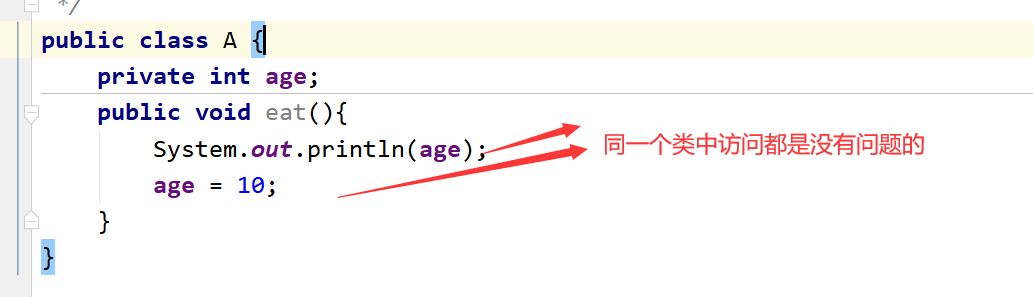 */
public class A {
private int age;
public void eat(){
System.out.println(age);
同一个类中访问都是没有问题的
age = 10;
}
}